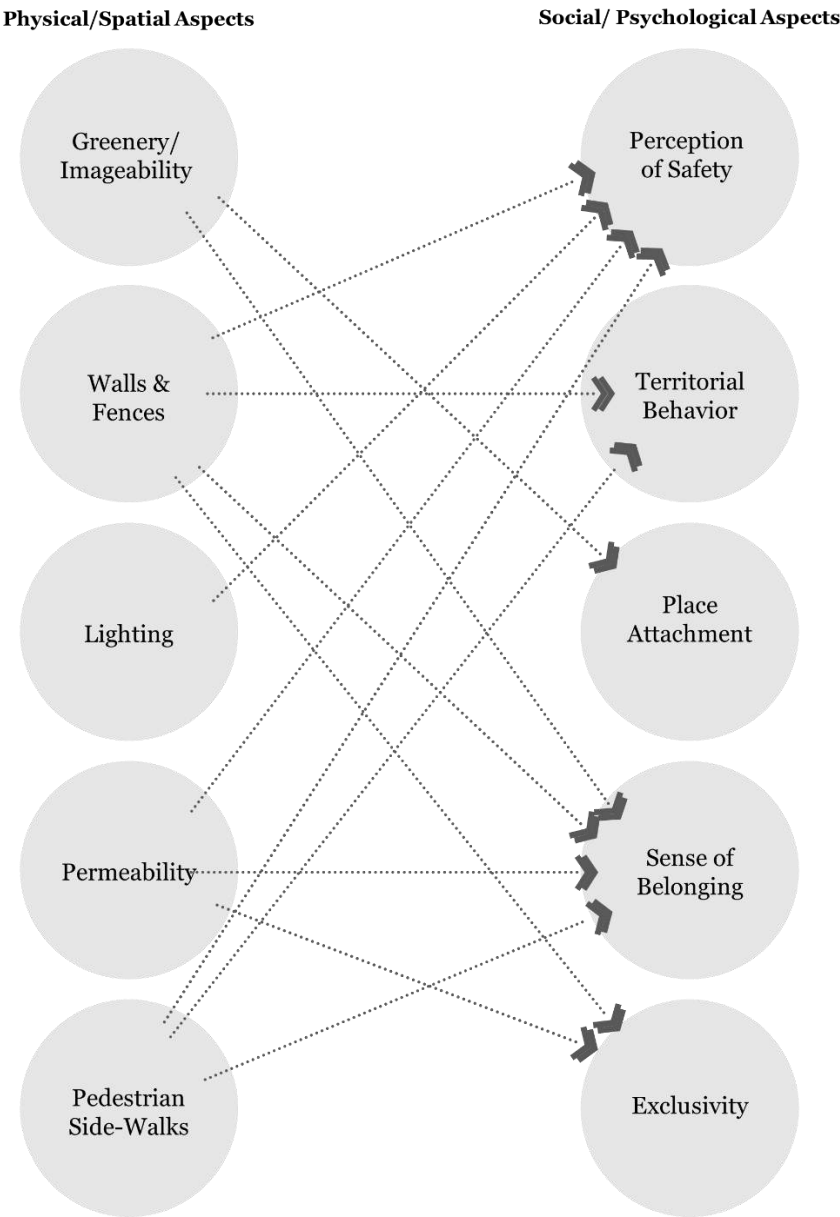 Physical/Spatial Aspects
Social/ Psychological Aspects
Greenery/
Imageability
Perception
of Safety
Walls &
Fences
Territorial
Behavior
Lighting
Place
Attachment
Permeability
Sense of
Belonging
Pedestrian
Side-Walks
Exclusivity